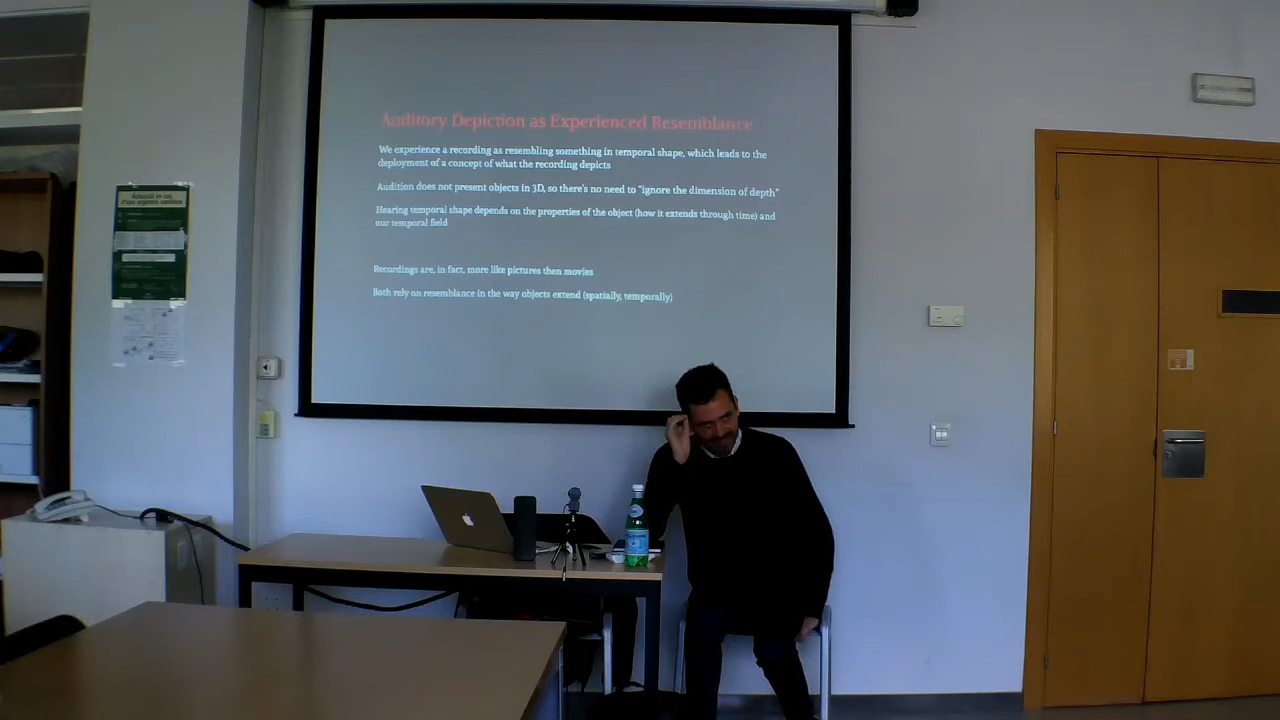 Auditory Depiction as Experienced Resemblance
We experience a recording as resembling something in temporal shape, which leads to the
deployment of a concept of what the recording depicts
Audition does not present objects in 3D, so there's no need to "ignore the dimension of depth"
Hearing temporal shape depends on the properties of the object (how it extends through time) and
our temporal field
Recordings are, in fact, more like pictures then movies
Both rely on resemblance in the way objects extend (spatially, temporally)